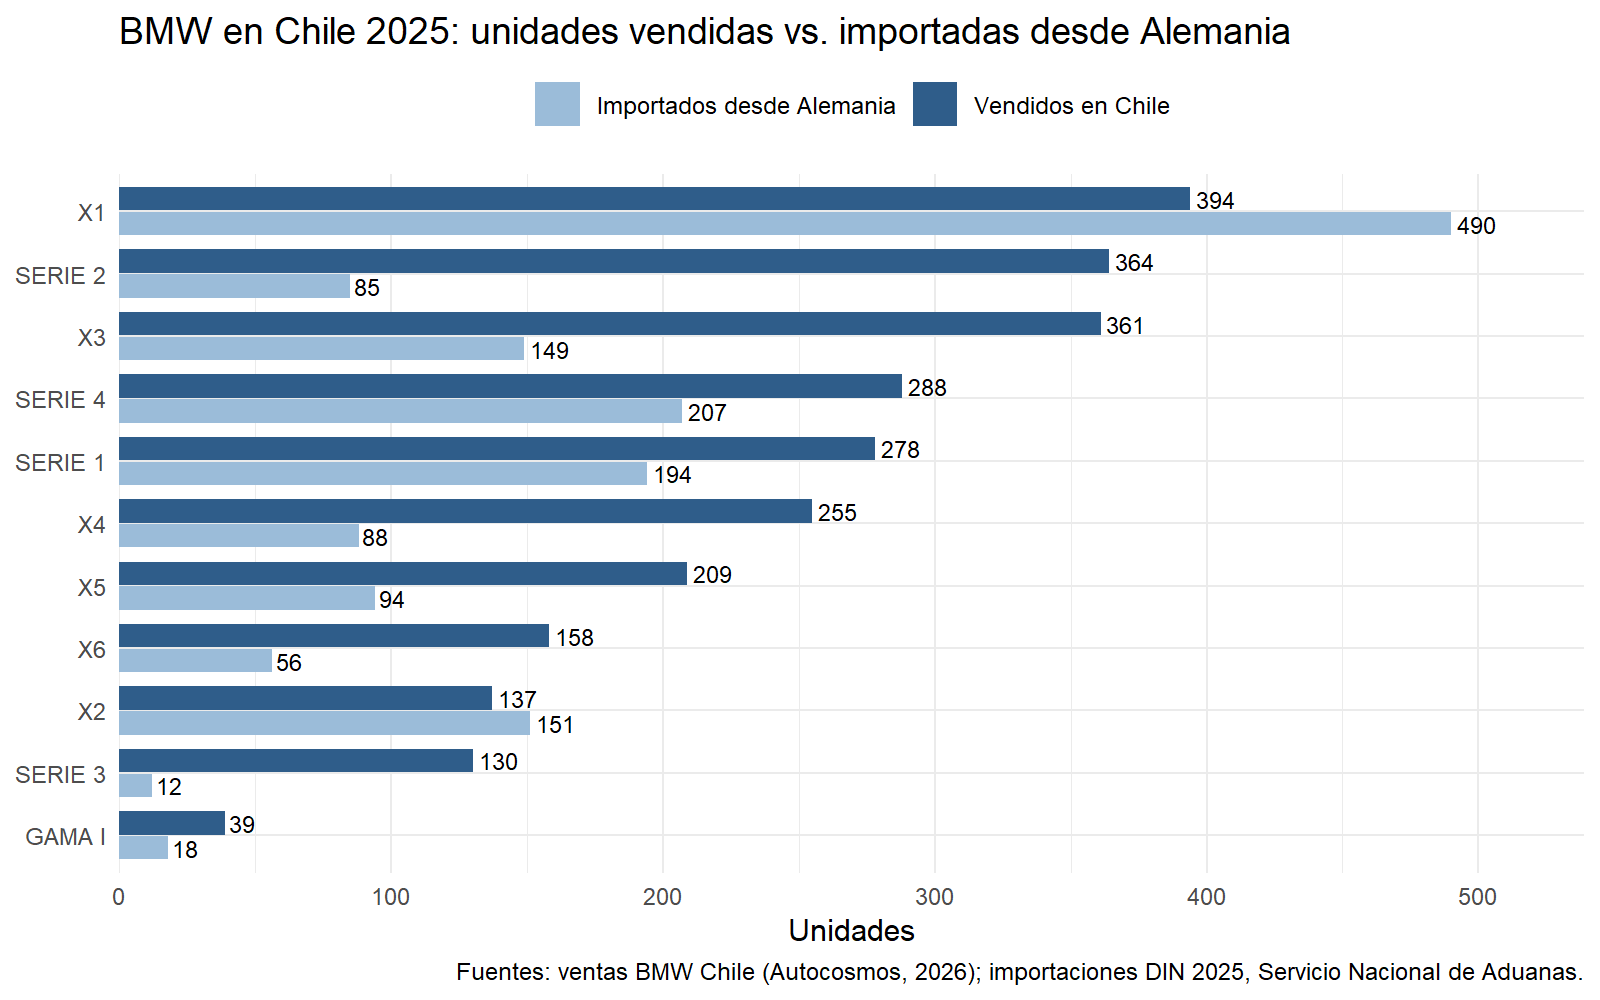 BMW en Chile 2025: unidades vendidas vs. importadas desde Alemania
Importados desde Alemania Vendidos en Chile
X1 394
490
SERIE 2 364
85
X3 361
149
SERIE 4 288
207
SERIE 1 278
194
X4 255
88
X5 209
94
X6 158
56
X2 137
151
SERIE 3 130
12
GAMA I 39
18
0 100 200 300 400 500
Unidades
Fuentes: ventas BMW Chile (Autocosmos, 2026); importaciones DIN 2025, Servicio Nacional de Aduanas.